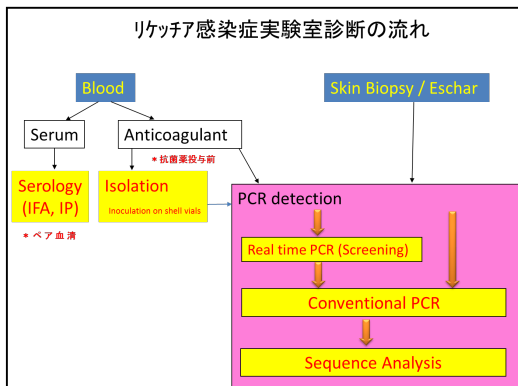 リケッチア感染症実験室診断の流れ
Blood
Skin Biopsy / Eschar
Serum
Anticoagulant
＊抗菌薬投与前
Serology
(IFA, IP)
Isolation
Inoculation on shell vials
＊ペア血清
PCR detection
Real time PCR (Screening)
Conventional PCR
Sequence Analysis